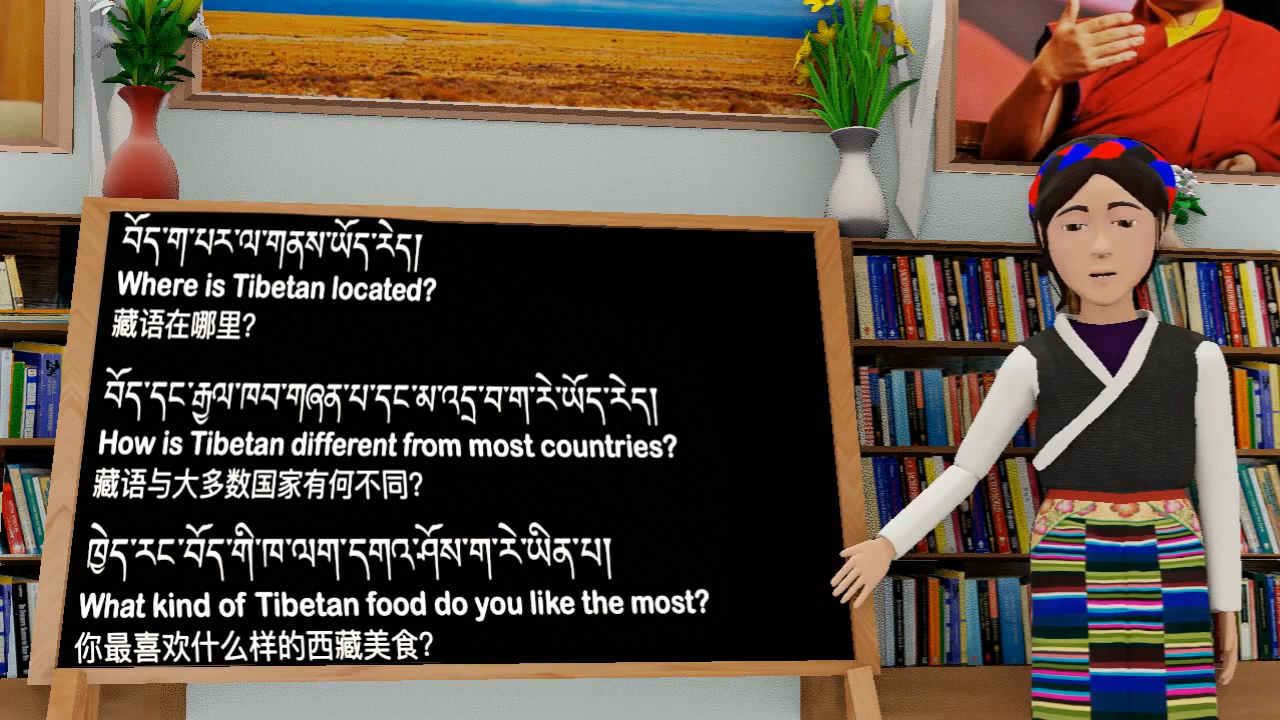 བོད་ག་པར་ལ་གནས་ཡོད་རེད།
Where is Tibetan located?
藏语在哪里?
བོད་དང་རྒྱལ་ཁབ་གཞན་པ་དང་མ་འདྲ་བ་ག་རེ་ཡོད་རེད།
How is Tibetan different from most countries?
藏语与大多数国家有何不同?
ཁྱེད་རང་བོད་ཀྱི་ཁ་ལག་དགའ་ཤོས་ག་རེ་ཡིན་པ།
What kind of Tibetan food do you like the most?
你最喜欢什么样的西藏美食?